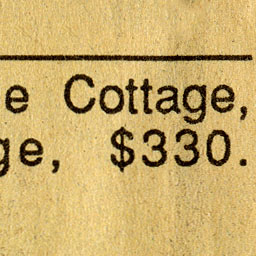 e Cottage,
ge, $330.